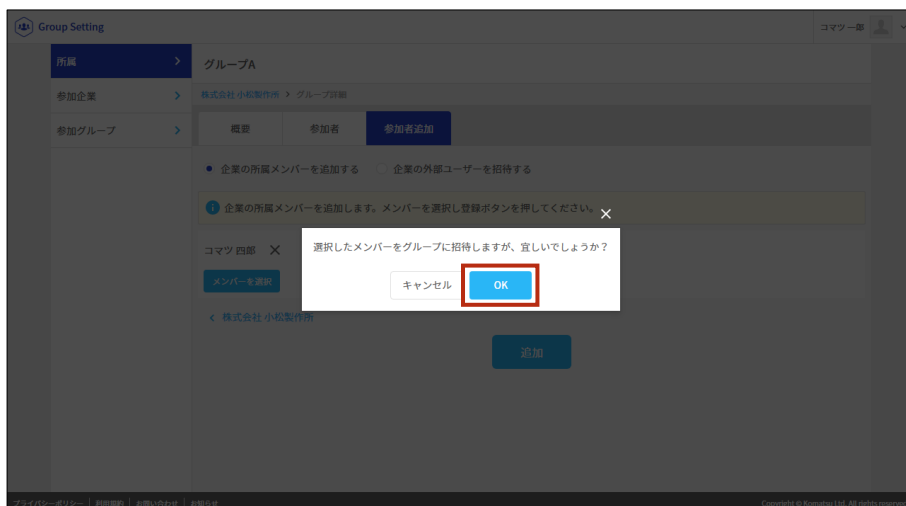 Group Setting
コマツ 一郎
所属
参加企業
参加グループ
グループA
株式会社 小松製作所 > グループ詳細
概要 参加者 参加者追加
企業の所属メンバーを追加する 企業の外部ユーザーを招待する
企業の所属メンバーを追加します。メンバーを選択し登録ボタンを押してください。
コマツ 四郎
選択したメンバーをグループに招待しますが、宜しいでしょうか？
キャンセル OK
メンバーを選択
株式会社 小松製作所
追加
プライバシーポリシー | 利用規約 | お問い合わせ | お知らせ
Copyright © Komatsu Ltd. All rights reserved